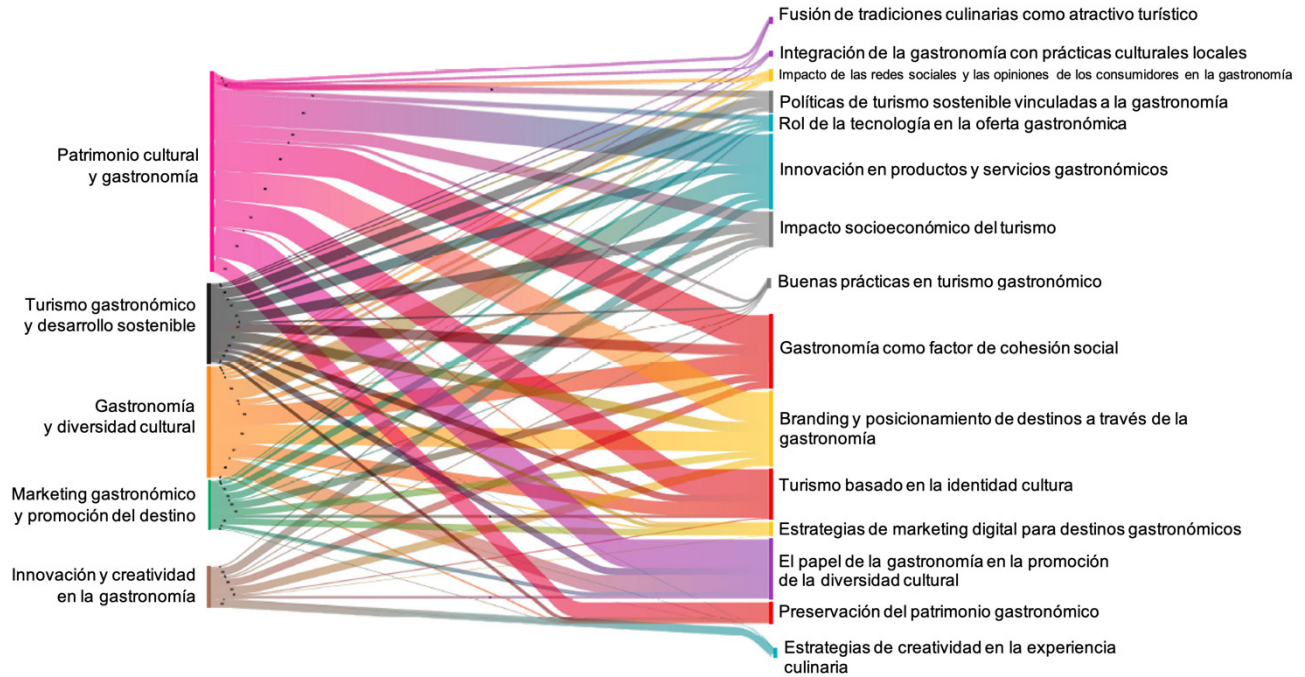 Patrimonio cultural
y gastronomía
Turismo gastronómico
y desarrollo sostenible
Gastronomía
y diversidad cultural
Marketing gastronómico
y promoción del destino
Innovación y creatividad
en la gastronomía
Fusión de tradiciones culinarias como atractivo turístico
Integración de la gastronomía con prácticas culturales locales
Impacto de las redes sociales y las opiniones de los consumidores en la gastronomía
Políticas de turismo sostenible vinculadas a la gastronomía
Rol de la tecnología en la oferta gastronómica
Innovación en productos y servicios gastronómicos
Impacto socioeconómico del turismo
Buenas prácticas en turismo gastronómico
Gastronomía como factor de cohesión social
Branding y posicionamiento de destinos a través de la
gastronomía
Turismo basado en la identidad cultura
Estrategias de marketing digital para destinos gastronómicos
El papel de la gastronomía en la promoción
de la diversidad cultural
Preservación del patrimonio gastronómico
Estrategias de creatividad en la experiencia
culinaria